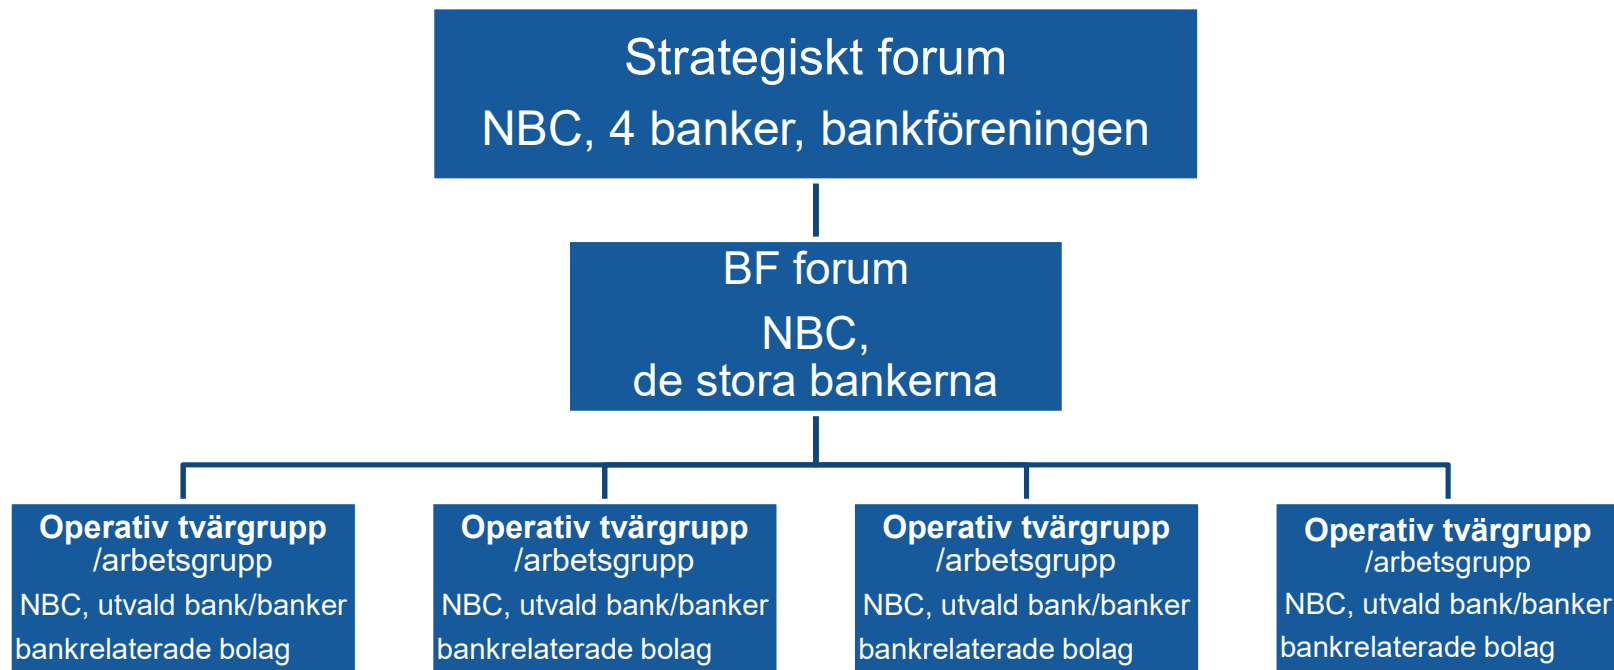 Strategiskt forum
NBC, 4 banker, bankföreningen
BF forum
NBC,
de stora bankerna
Operativ tvärgrupp
/arbetsgrupp
NBC, utvald bank/banker
bankrelaterade bolag
Operativ tvärgrupp
/arbetsgrupp
NBC, utvald bank/banker
bankrelaterade bolag
Operativ tvärgrupp
/arbetsgrupp
NBC, utvald bank/banker
bankrelaterade bolag
Operativ tvärgrupp
/arbetsgrupp
NBC, utvald bank/banker
bankrelaterade bolag